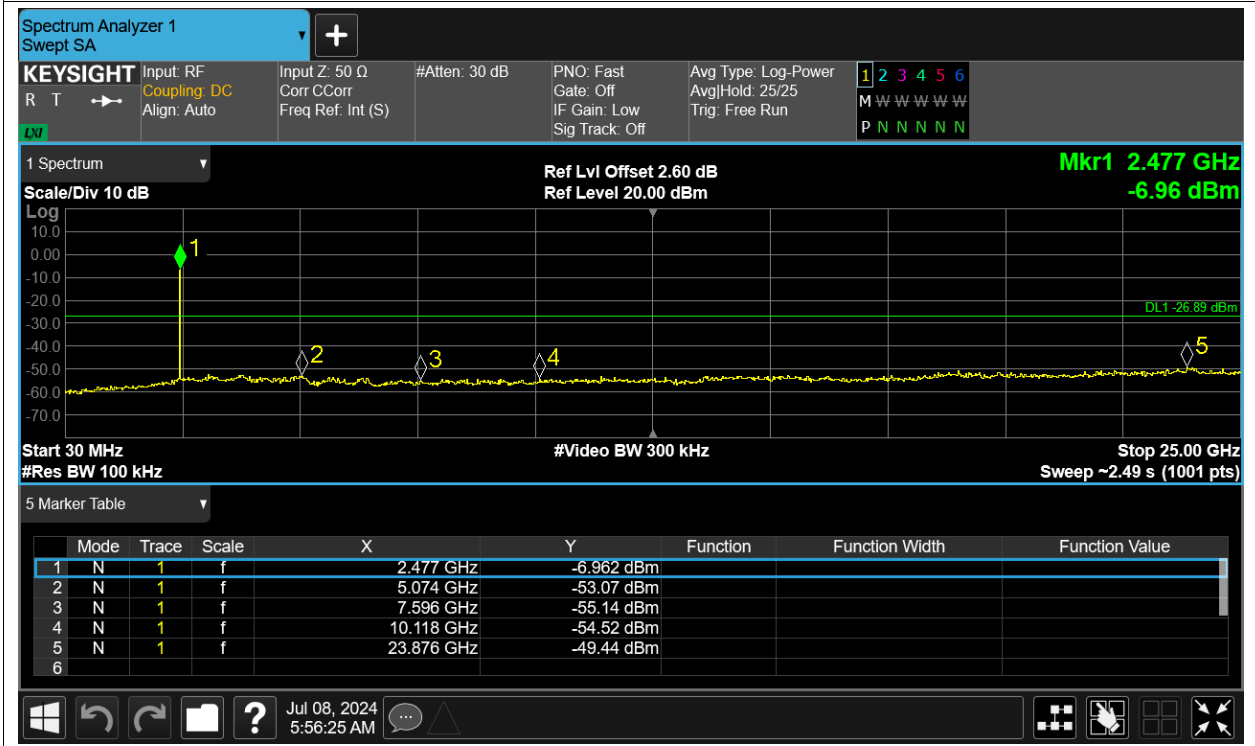 Spectrum Analyzer 1
Swept SA
+
KEYSIGHT
R T
LXI
Input: RF
Coupling: DC
Align: Auto
Input Z: 50 Ω
Corr CCorr
Freq Ref: Int (S)
#Atten: 30 dB
PNO: Fast
Gate: Off
IF Gain: Low
Sig Track: Off
Avg Type: Log-Power
Avg|Hold: 25/25
Trig: Free Run
1 2 3 4 5 6
M W W W W W
P N N N N N
1 Spectrum
Scale/Div 10 dB
Ref Lvl Offset 2.60 dB
Ref Level 20.00 dBm
Mkr1 2.477 GHz
-6.96 dBm
Log
10.0
0.00
-10.0
-20.0
-30.0
-40.0
-50.0
-60.0
-70.0
1
2
3
4
5
DL1 -26.89 dBm
Start 30 MHz
#Res BW 100 kHz
#Video BW 300 kHz
Stop 25.00 GHz
Sweep ~2.49 s (1001 pts)
5 Marker Table
Mode Trace Scale X Y Function Function Width Function Value
1 N 1 f 2.477 GHz -6.962 dBm
2 N 1 f 5.074 GHz -53.07 dBm
3 N 1 f 7.596 GHz -55.14 dBm
4 N 1 f 10.118 GHz -54.52 dBm
5 N 1 f 23.876 GHz -49.44 dBm
6
?
Jul 08, 2024
5:56:25 AM